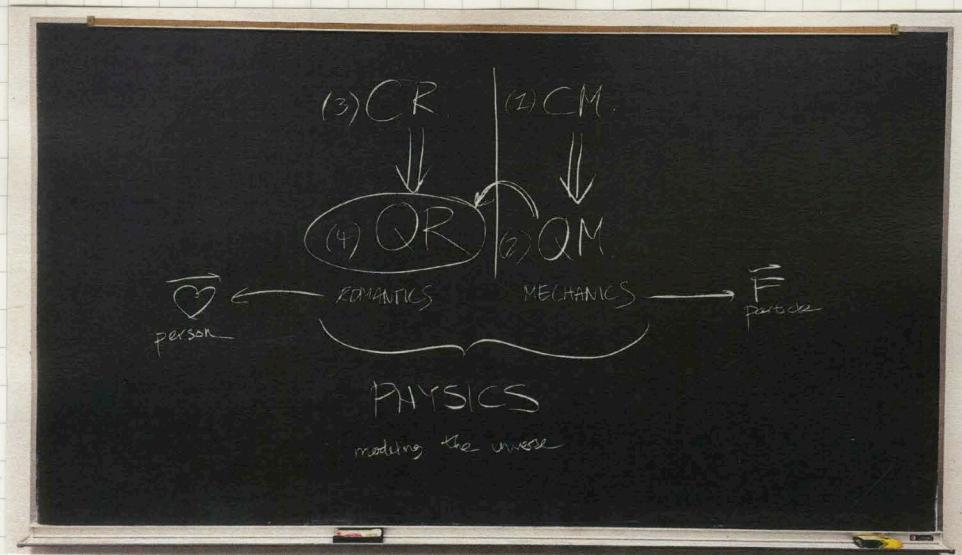 (3) CR (1) CM
(4) QR (2) QM
ROMANTICS MECHANICS F
person particle
PHYSICS
modeling the universe